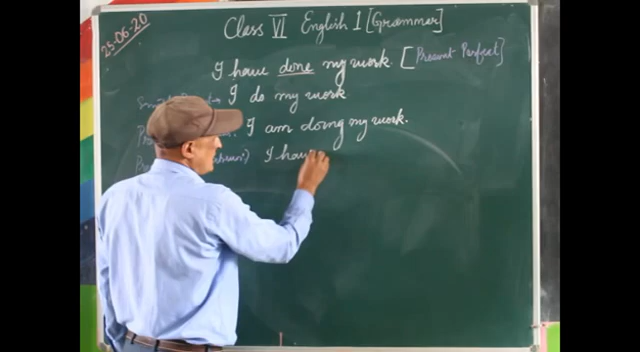 25-06-20
Class VI English 1 [Grammar]
I have done my work. [Present Perfect]
I do my work
I am doing my work.
I have